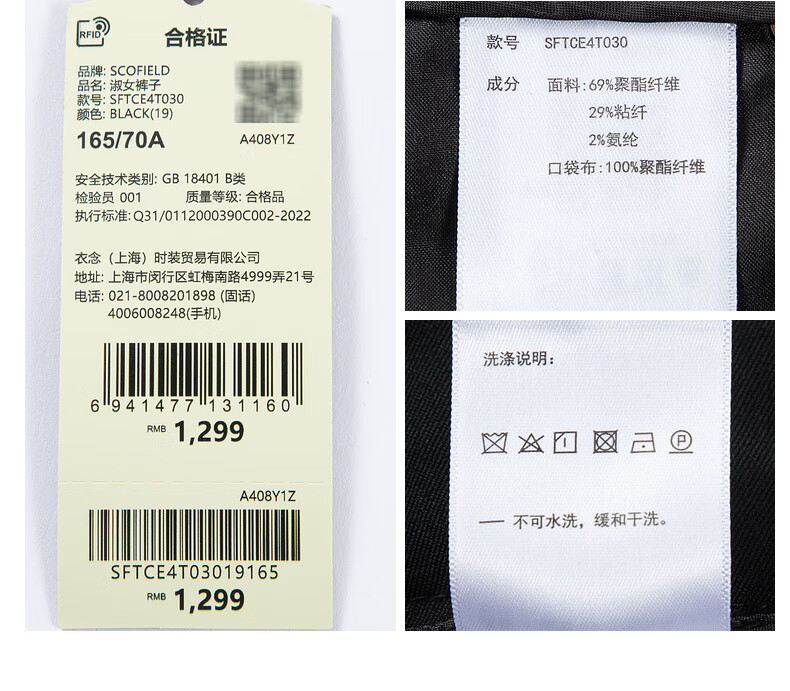 RFID
合格证
品牌: SCOFIELD
品名: 淑女裤子
款号: SFTCE4T030
颜色: BLACK(19)
165/70A
A408Y1Z
安全技术类别: GB 18401 B类
检验员 001 质量等级: 合格品
执行标准: Q31/0112000390C002-2022
衣念（上海）时装贸易有限公司
地址: 上海市闵行区虹梅南路4999弄21号
电话: 021-8008201898 (固话)
4006008248(手机)
6 941477 131160
RMB 1,299
A408Y1Z
SFTCE4T03019165
RMB 1,299
款号 SFTCE4T030
成分 面料:69%聚酯纤维
29%粘纤
2%氨纶
口袋布:100%聚酯纤维
洗涤说明:
P
— 不可水洗，缓和干洗。